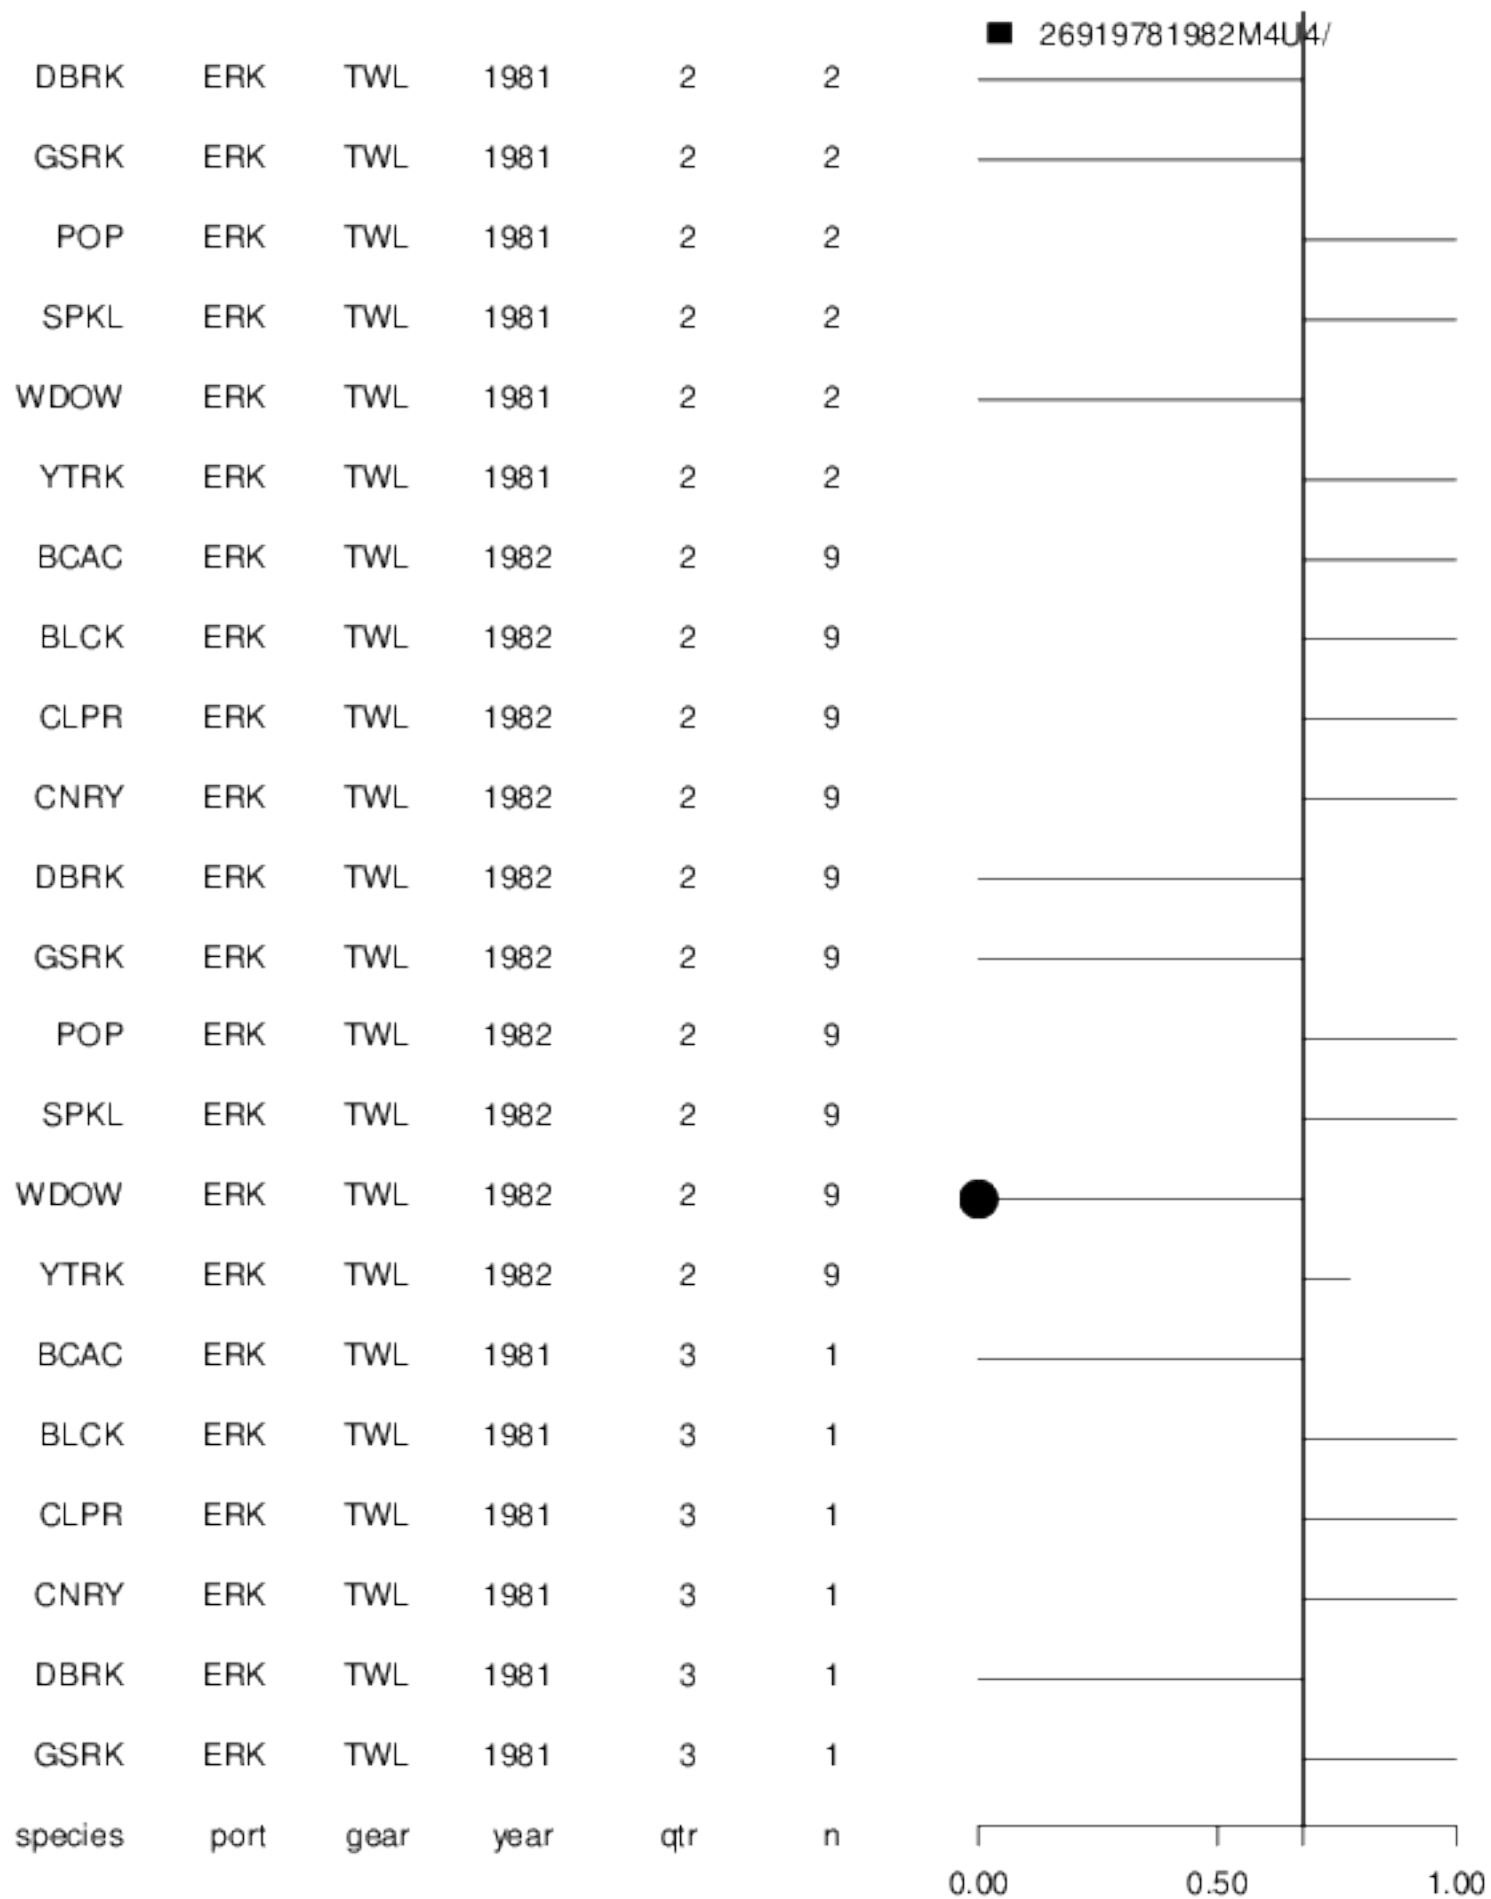 26919781982M4U4/
DBRK ERK TWL 1981 2 2
GSRK ERK TWL 1981 2 2
POP ERK TWL 1981 2 2
SPKL ERK TWL 1981 2 2
WDOW ERK TWL 1981 2 2
YTRK ERK TWL 1981 2 2
BCAC ERK TWL 1982 2 9
BLCK ERK TWL 1982 2 9
CLPR ERK TWL 1982 2 9
CNRY ERK TWL 1982 2 9
DBRK ERK TWL 1982 2 9
GSRK ERK TWL 1982 2 9
POP ERK TWL 1982 2 9
SPKL ERK TWL 1982 2 9
WDOW ERK TWL 1982 2 9
YTRK ERK TWL 1982 2 9
BCAC ERK TWL 1981 3 1
BLCK ERK TWL 1981 3 1
CLPR ERK TWL 1981 3 1
CNRY ERK TWL 1981 3 1
DBRK ERK TWL 1981 3 1
GSRK ERK TWL 1981 3 1
species port gear year qtr n
0.00 0.50 1.00